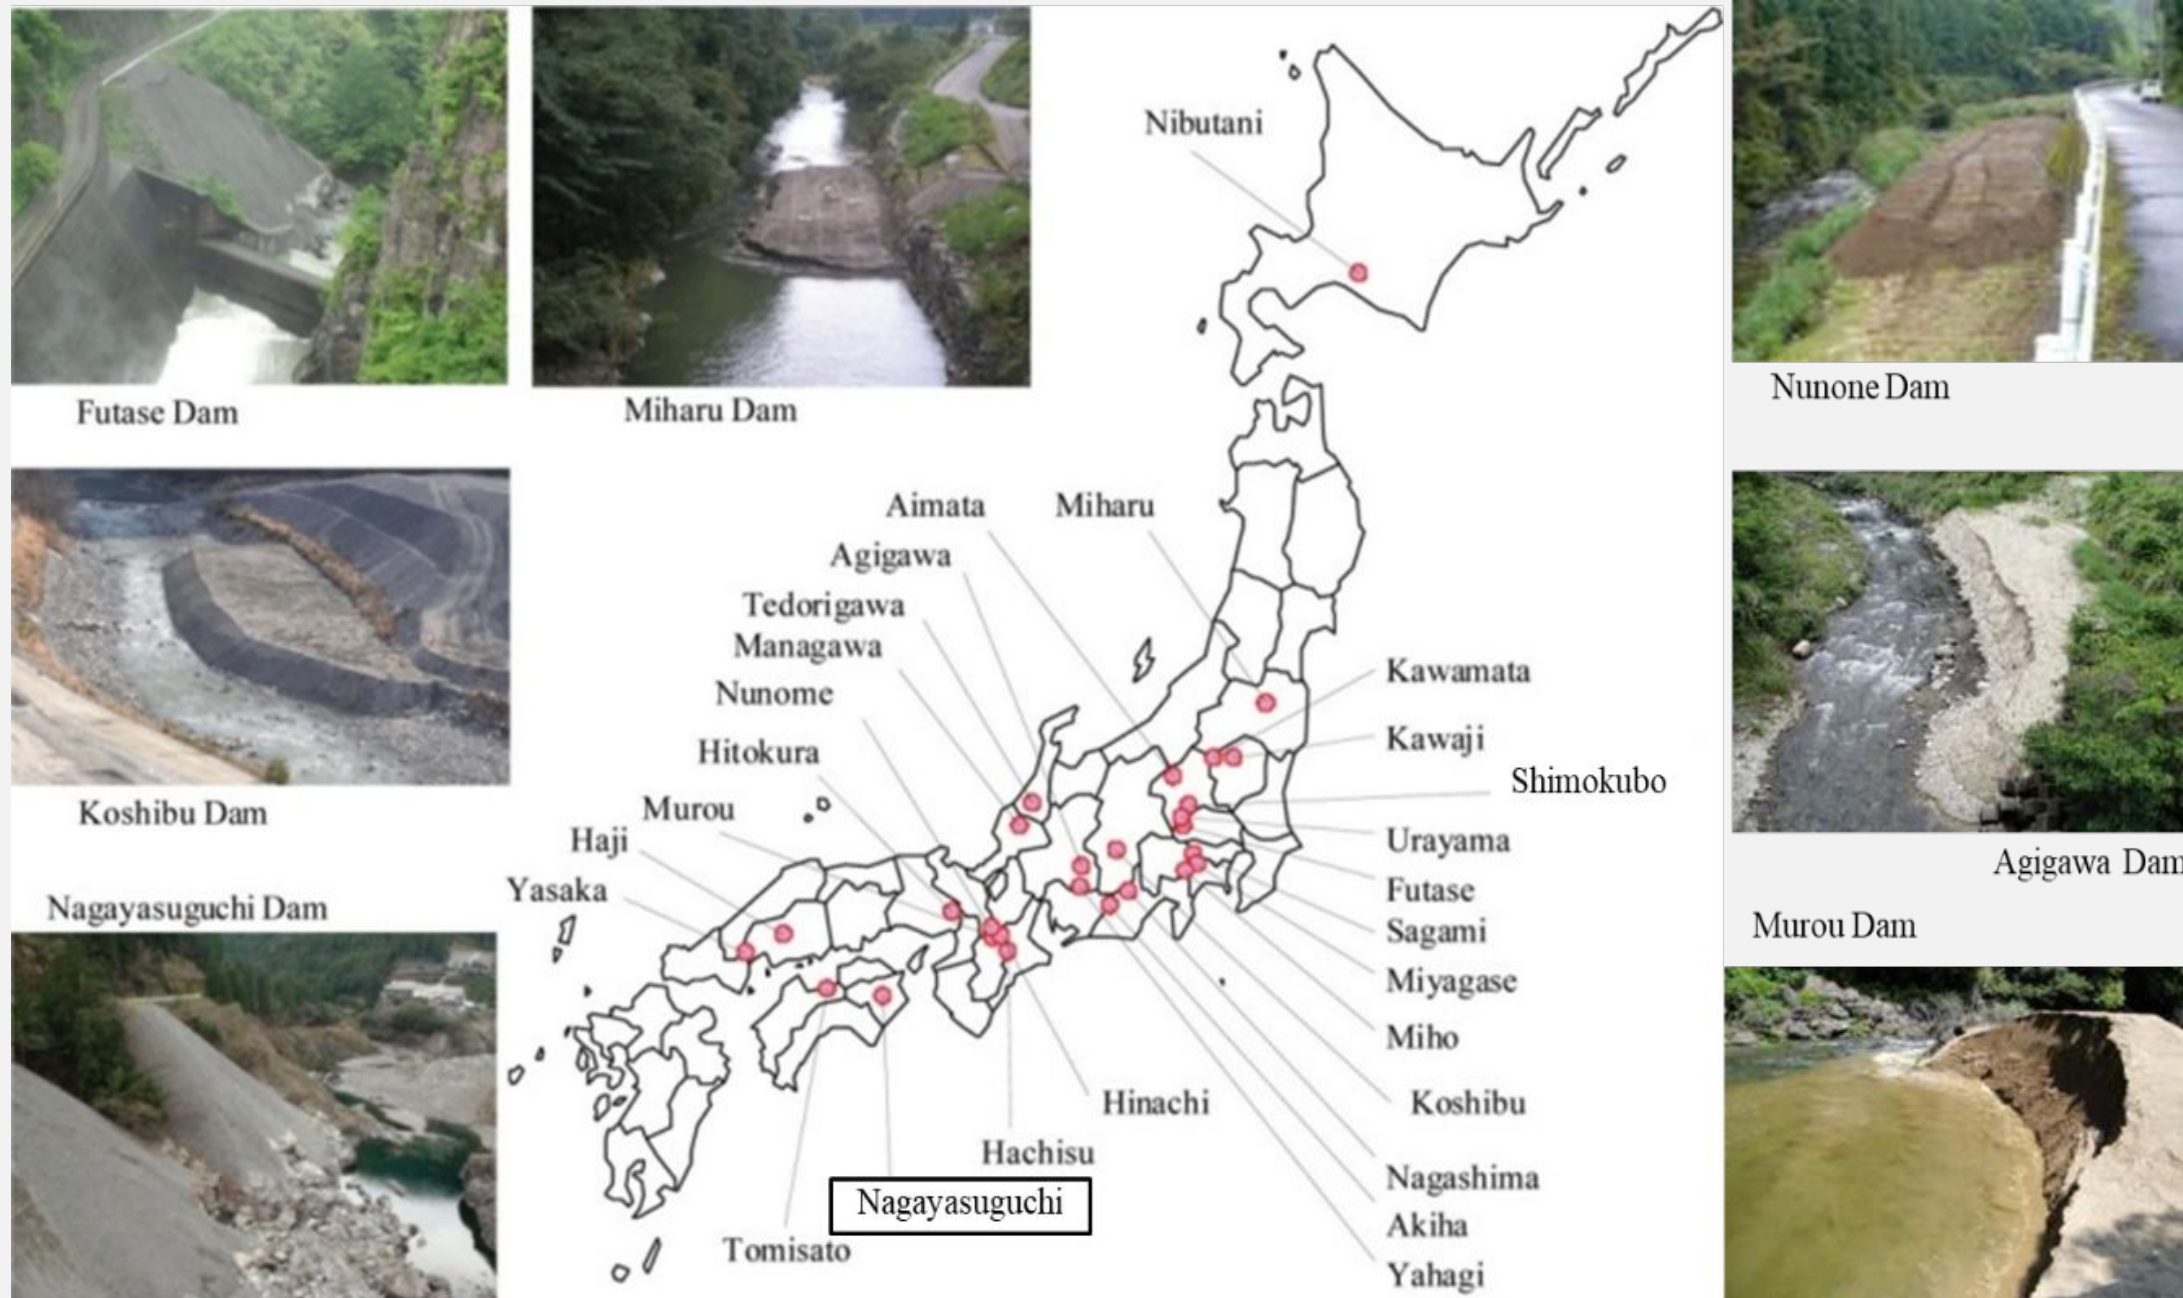 Futase Dam
Miharu Dam
Nibutani
Nunone Dam
Aimata
Miharu
Agigawa
Tedorigawa
Managawa
Nunome
Hitokura
Murou
Haji
Yasaka
Kawamata
Kawaji
Shimokubo
Urayama
Futase
Sagami
Miyagase
Miho
Koshibu
Nagashima
Akiha
Yahagi
Hinachi
Hachisu
Nagayasuguchi
Tomisato
Koshibu Dam
Nagayasuguchi Dam
Agigawa Dam
Murou Dam